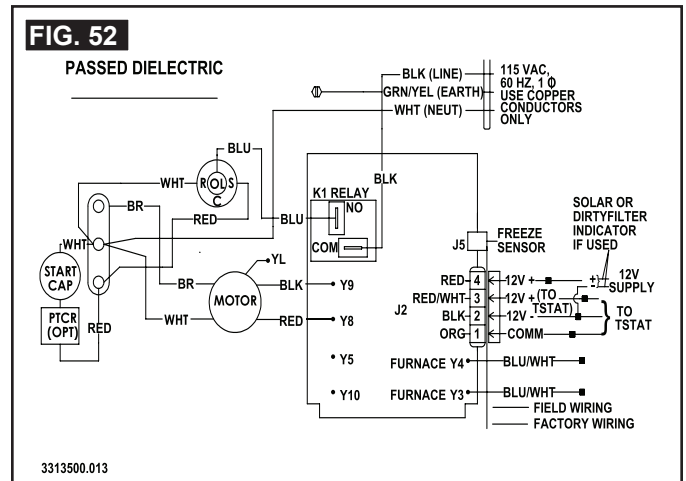 FIG. 52
PASSED DIELECTRIC
BLK (LINE)
GRN/YEL (EARTH)
WHT (NEUT)
115 VAC,
60 HZ, 1 Φ
USE COPPER
CONDUCTORS
ONLY
BLU
WHT
R OL S
C
BLK
K1 RELAY
NO
BR
RED
BLU
COM
SOLAR OR
DIRTYFILTER
INDICATOR
IF USED
J5
FREEZE
SENSOR
WHT
START
CAP
YL
BR
BLK
Y9
MOTOR
J2
RED
4
12V +
+
-
12V
SUPPLY
RED/WHT
3
12V + (TO
TSTAT)
BLK
2
12V -
TO
TSTAT
ORG
1
COMM
PTCR
(OPT)
RED
WHT
RED
Y8
Y5
FURNACE Y4
BLU/WHT
Y10
FURNACE Y3
BLU/WHT
FIELD WIRING
FACTORY WIRING
3313500.013